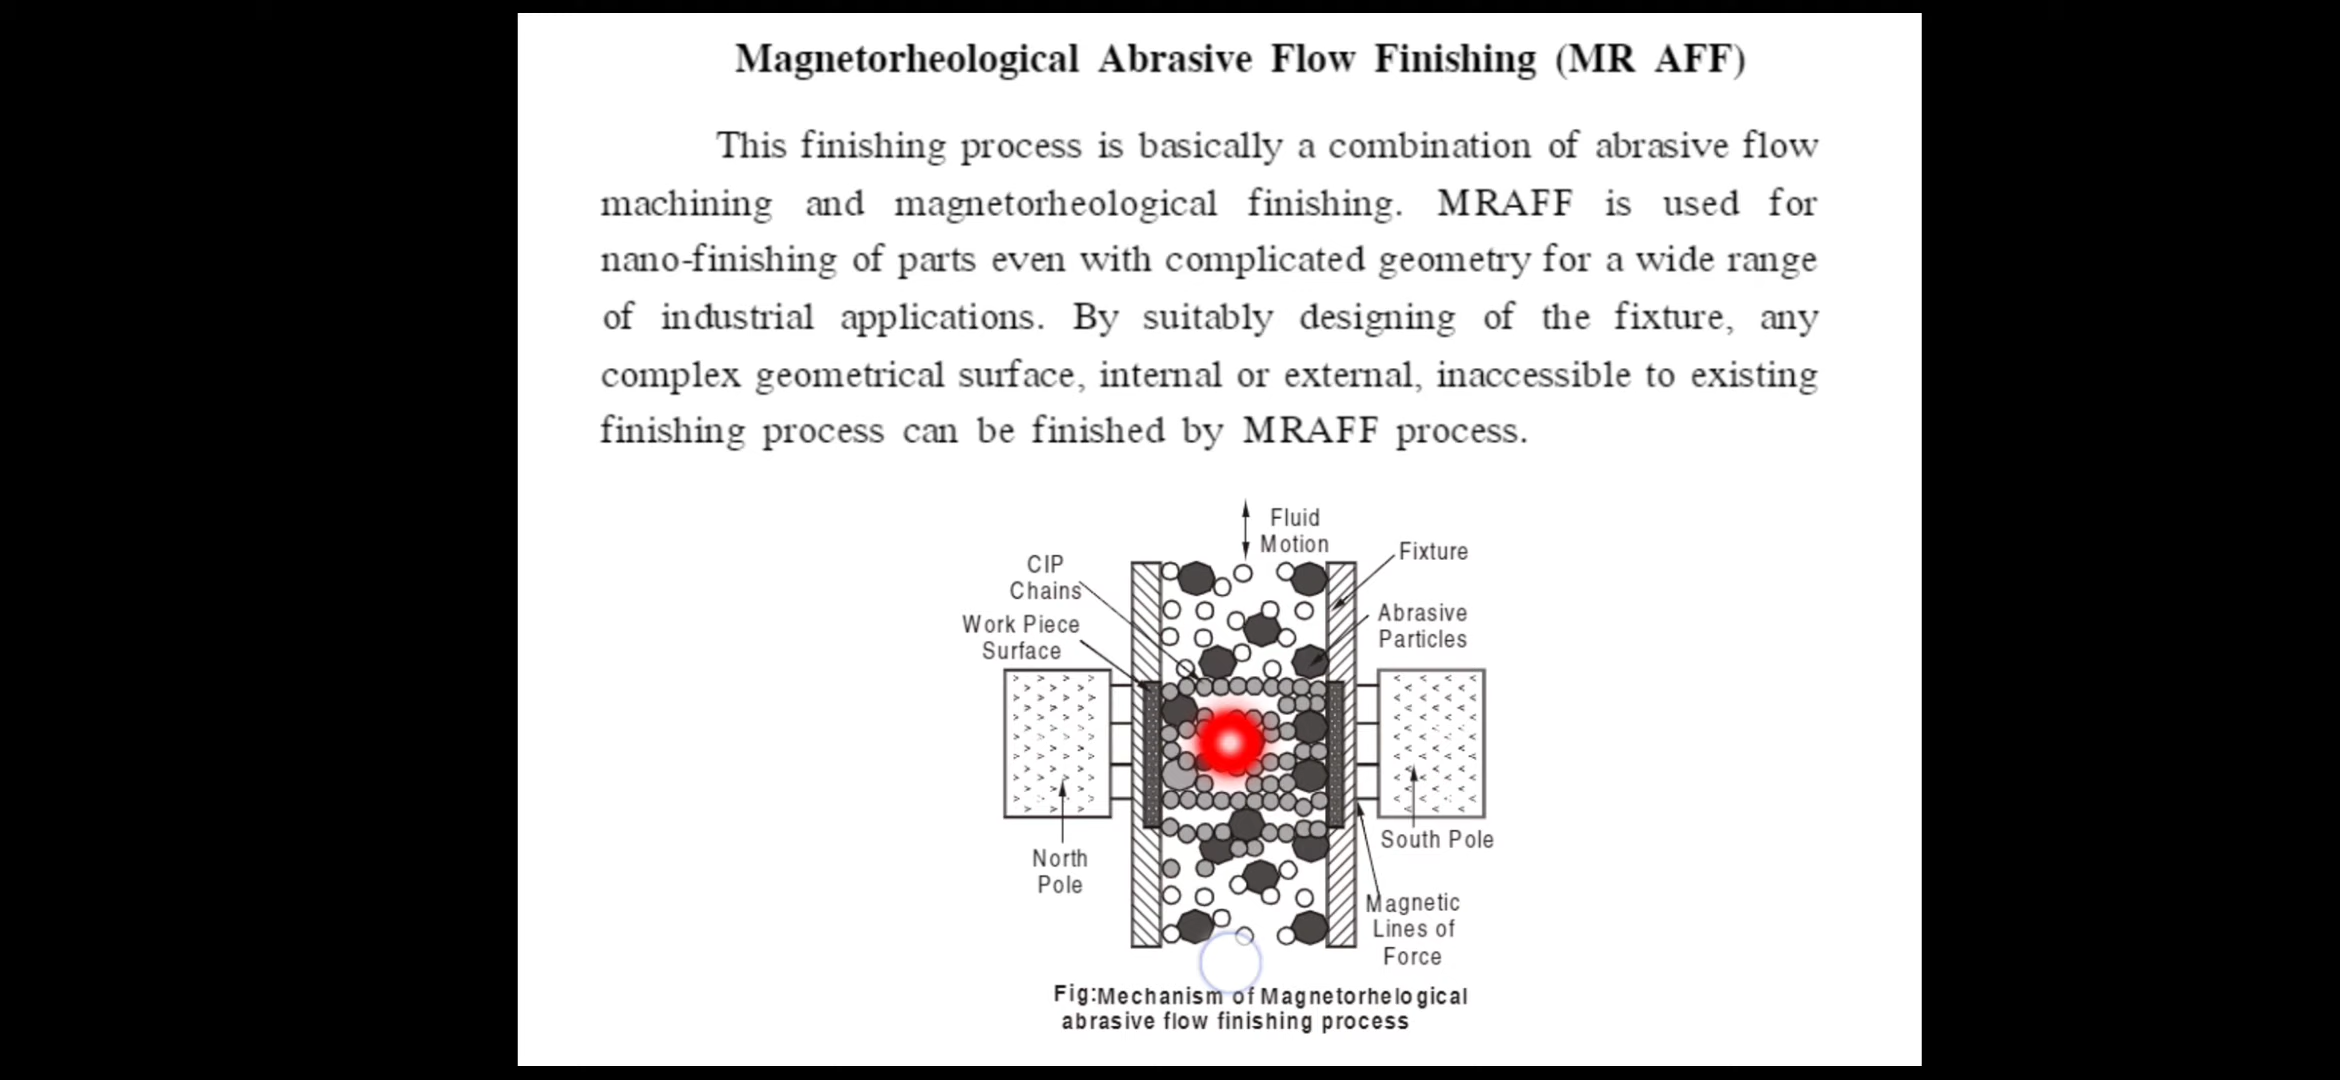 Magnetorheological Abrasive Flow Finishing (MR AFF)
This finishing process is basically a combination of abrasive flow
machining and magnetorheological finishing. MRAFF is used for
nano-finishing of parts even with complicated geometry for a wide range
of industrial applications. By suitably designing of the fixture, any
complex geometrical surface, internal or external, inaccessible to existing
finishing process can be finished by MRAFF process.
Fluid
Motion
CIP
Chains
Fixture
Work Piece
Surface
Abrasive
Particles
North
Pole
South Pole
Magnetic
Lines of
Force
Fig:Mechanism of Magnetorhelogical
abrasive flow finishing process